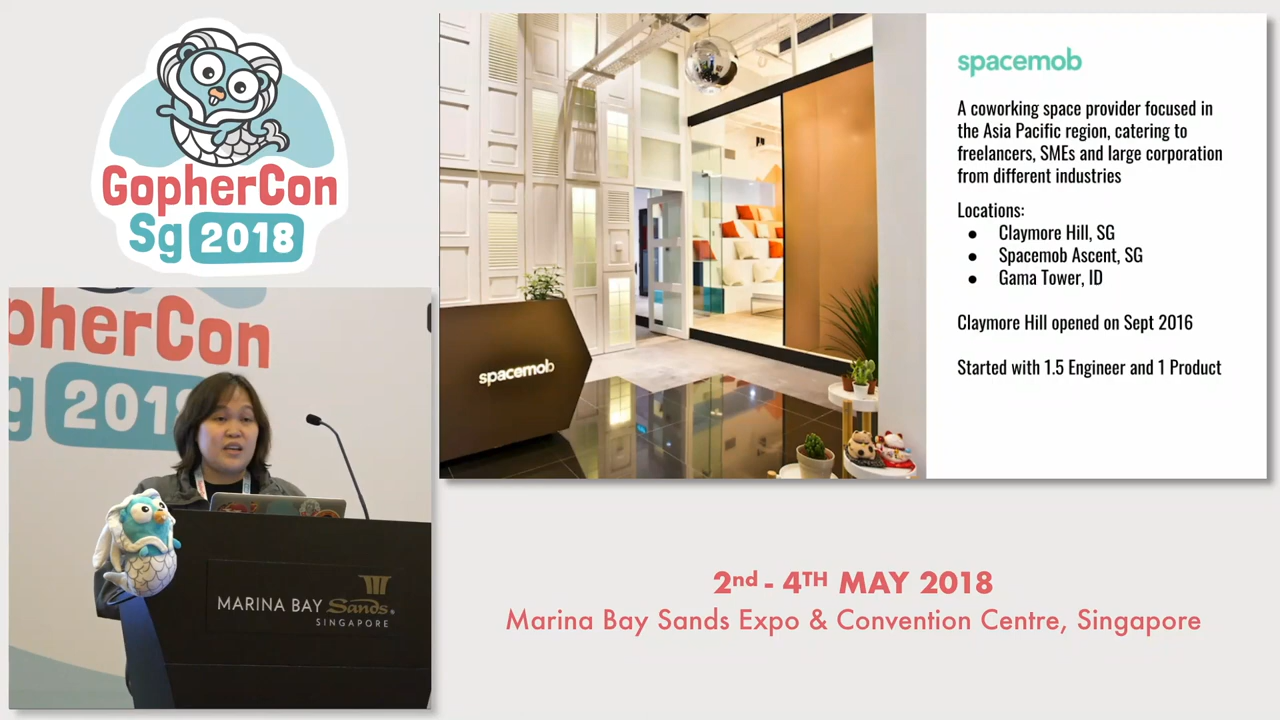 GopherCon
Sg 2018
spacemob
A coworking space provider focused in
the Asia Pacific region, catering to
freelancers, SMEs and large corporation
from different industries
Locations:
● Claymore Hill, SG
● Spacemob Ascent, SG
● Gama Tower, ID
Claymore Hill opened on Sept 2016
Started with 1.5 Engineer and 1 Product
spacemob
pherCon
g 2018
MARINA BAY Sands®
SINGAPORE
2nd - 4TH MAY 2018
Marina Bay Sands Expo & Convention Centre, Singapore